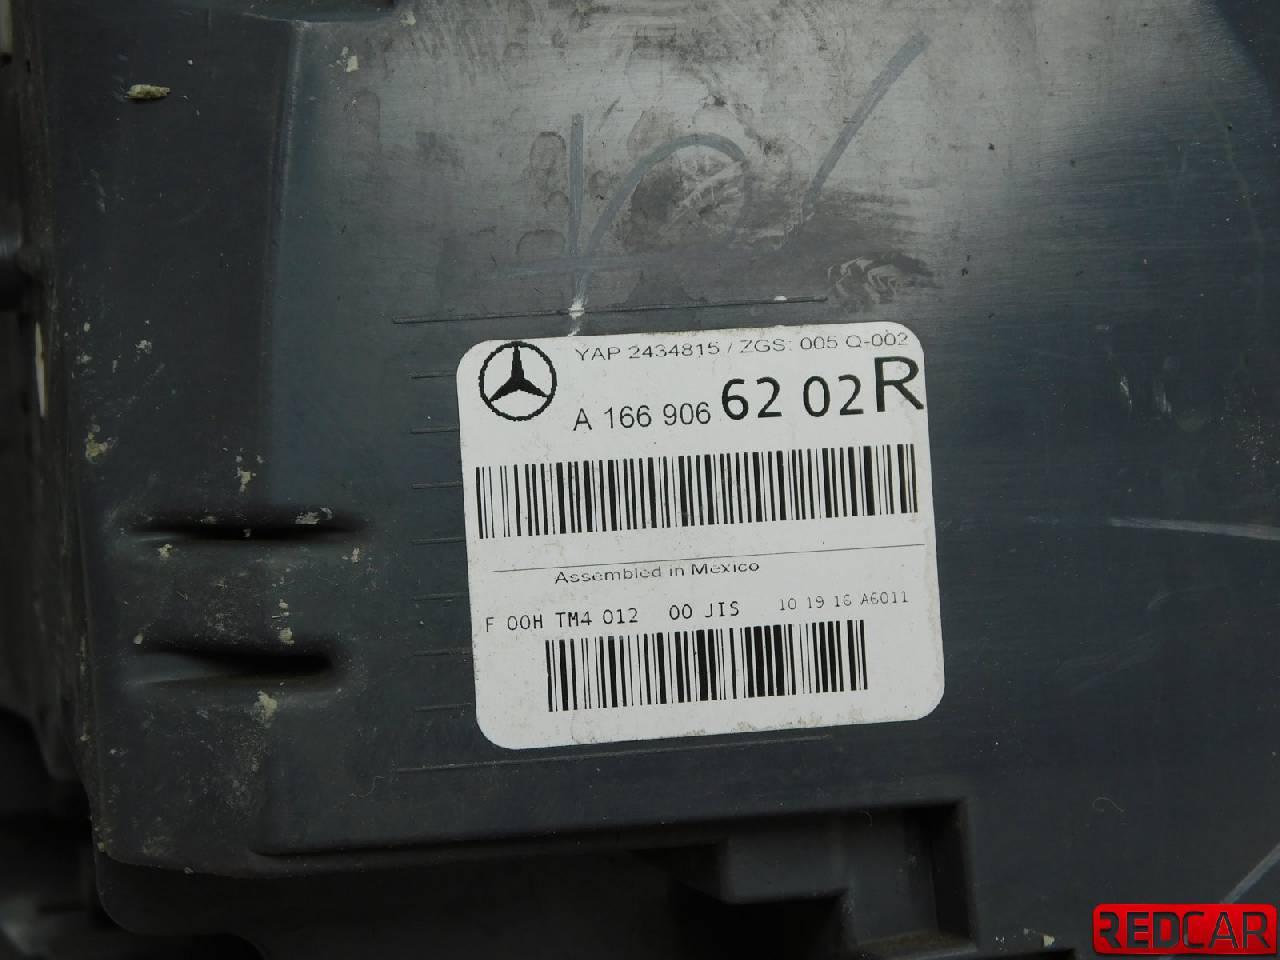 YAP 2434815 / ZGS: 005 Q-002
A 166 906 62 02 R
Assembled in Mexico
F 00H TM4 012 00 JIS 10 19 16 A6011
REDCAR